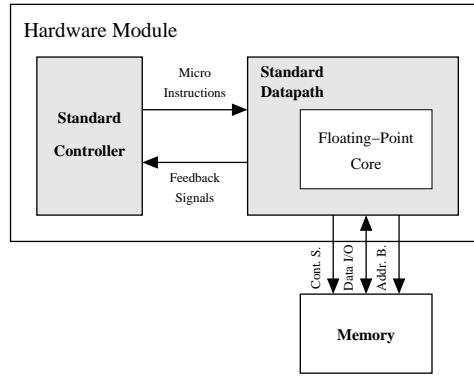 Hardware Module
Standard
Controller
Micro
Instructions
Feedback
Signals
Standard
Datapath
Floating–Point
Core
Cont. S.
Data I/O
Addr. B.
Memory